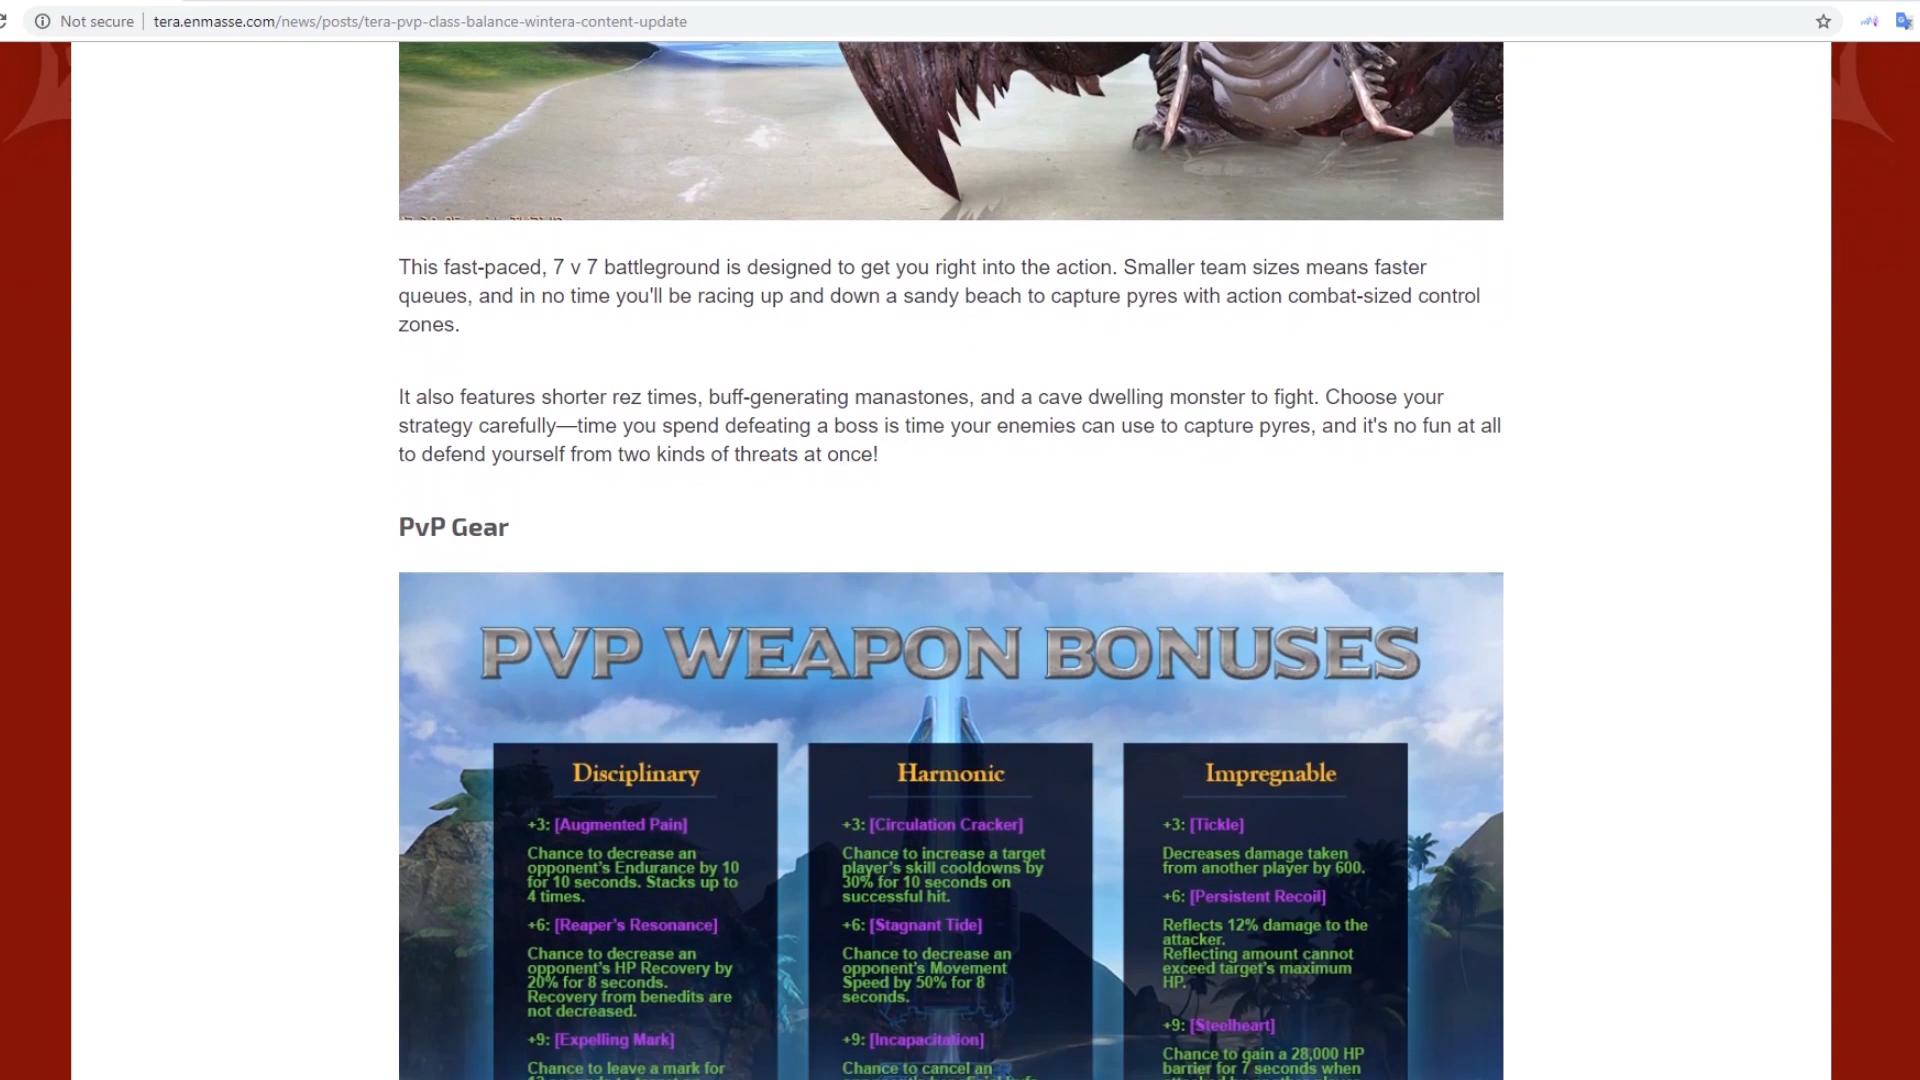 Not secure
tera.enmasse.com/news/posts/tera-pvp-class-balance-wintera-content-update
This fast-paced, 7 v 7 battleground is designed to get you right into the action. Smaller team sizes means faster
queues, and in no time you'll be racing up and down a sandy beach to capture pyres with action combat-sized control
zones.
It also features shorter rez times, buff-generating manastones, and a cave dwelling monster to fight. Choose your
strategy carefully—time you spend defeating a boss is time your enemies can use to capture pyres, and it's no fun at all
to defend yourself from two kinds of threats at once!
PvP Gear
PVP WEAPON BONUSES
Disciplinary
+3: [Augmented Pain]
Chance to decrease an
opponent's Endurance by 10
for 10 seconds. Stacks up to
4 times.
+6: [Reaper's Resonance]
Chance to decrease an
opponent's HP Recovery by
20% for 8 seconds.
Recovery from benedits are
not decreased.
+9: [Expelling Mark]
Chance to leave a mark for
Harmonic
+3: [Circulation Cracker]
Chance to increase a target
player's skill cooldowns by
30% for 10 seconds on
successful hit.
+6: [Stagnant Tide]
Chance to decrease an
opponent's Movement
Speed by 50% for 8
seconds.
+9: [Incapacitation]
Chance to cancel an
Impregnable
+3: [Tickle]
Decreases damage taken
from another player by 600.
+6: [Persistent Recoil]
Reflects 12% damage to the
attacker.
Reflecting amount cannot
exceed target's maximum
HP.
+9: [Steelheart]
Chance to gain a 28,000 HP
barrier for 7 seconds when